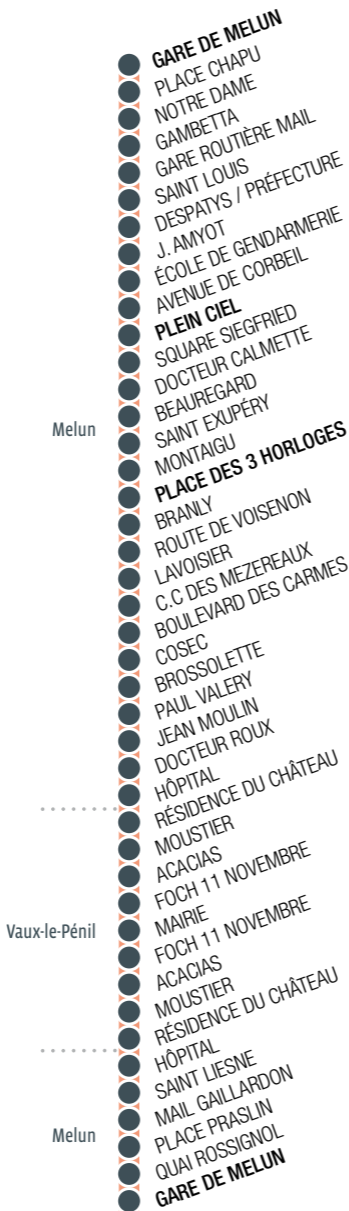 GARE DE MELUN
PLACE CHAPU
NOTRE DAME
GAMBETTA
GARE ROUTIÈRE MAIL
SAINT LOUIS
DESPATYS / PRÉFECTURE
J. AMYOT
ÉCOLE DE GENDARMERIE
AVENUE DE CORBEIL
PLEIN CIEL
SQUARE SIEGFRIED
DOCTEUR CALMETTE
BEAUREGARD
Melun
SAINT EXUPÉRY
MONTAIGU
PLACE DES 3 HORLOGES
BRANLY
ROUTE DE VOISENON
LAVOISIER
C.C DES MEZEREAUX
BOULEVARD DES CARMES
COSEC
BROSSOLETTE
PAUL VALERY
JEAN MOULIN
DOCTEUR ROUX
HÔPITAL
RÉSIDENCE DU CHÂTEAU
MOUSTIER
ACACIAS
FOCH 11 NOVEMBRE
Vaux-le-Pénil
MAIRIE
FOCH 11 NOVEMBRE
ACACIAS
MOUSTIER
RÉSIDENCE DU CHÂTEAU
HÔPITAL
SAINT LIESNE
MAIL GAILLARDON
Melun
PLACE PRASLIN
QUAI ROSSIGNOL
GARE DE MELUN